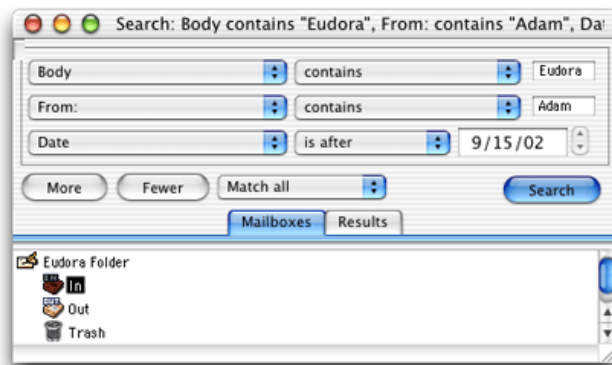 Search: Body contains "Eudora", From: contains "Adam", Dat
Body contains Eudora
From: contains Adam
Date is after 9/15/02
More Fewer Match all Search
Mailboxes Results
Eudora Folder
In
Out
Trash